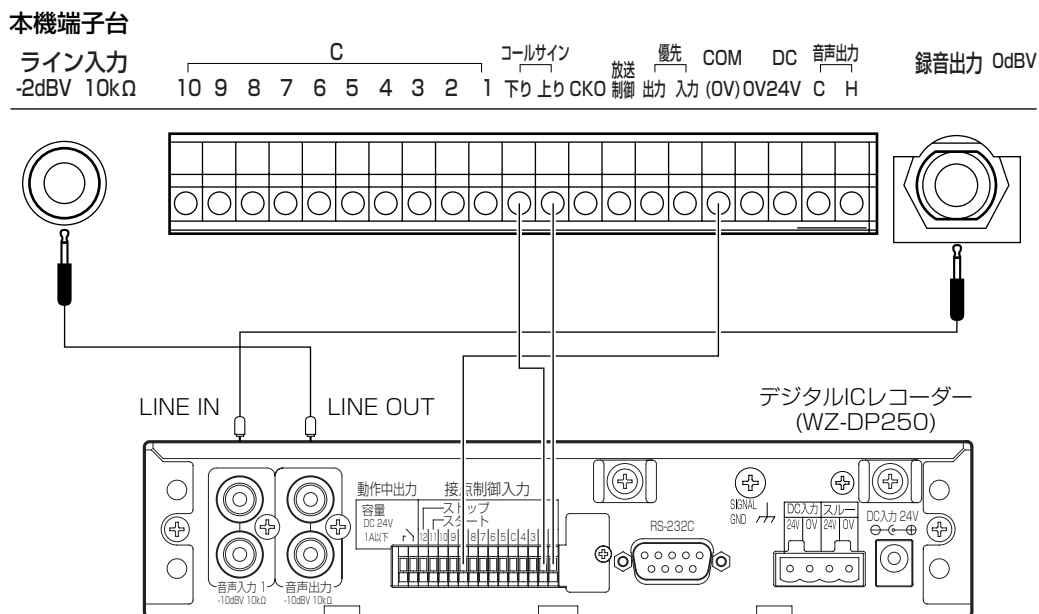 本機端子台
ライン入力
-2dBV 10kΩ
C
10 9 8 7 6 5 4 3 2 1
コールサイン
下り 上り
CKO
放送
制御
優先
出力 入力
COM
(0V)
DC
0V 24V
音声出力
C H
録音出力 0dBV
LINE IN
LINE OUT
デジタルICレコーダー
(WZ-DP250)
動作中出力
接点制御入力
容量
DC 24V
1A以下
ストップ
スタート
12 11 10 9 8 7 6 5 C 4 3
RS-232C
SIGNAL
GND
DC入力 スルー
24V 0V 24V 0V
DC入力 24V
音声入力 1
-10dBV 10kΩ
音声出力
-10dBV 10kΩ